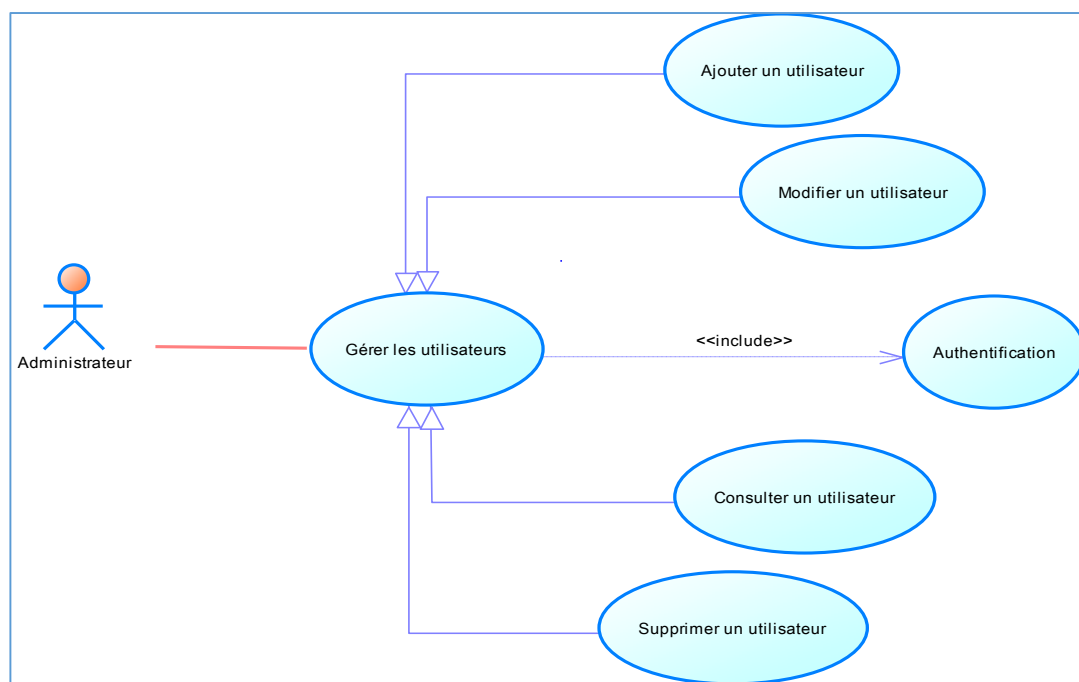 Ajouter un utilisateur
Modifier un utilisateur
Administrateur
Gérer les utilisateurs
<<include>>
Authentification
Consulter un utilisateur
Supprimer un utilisateur